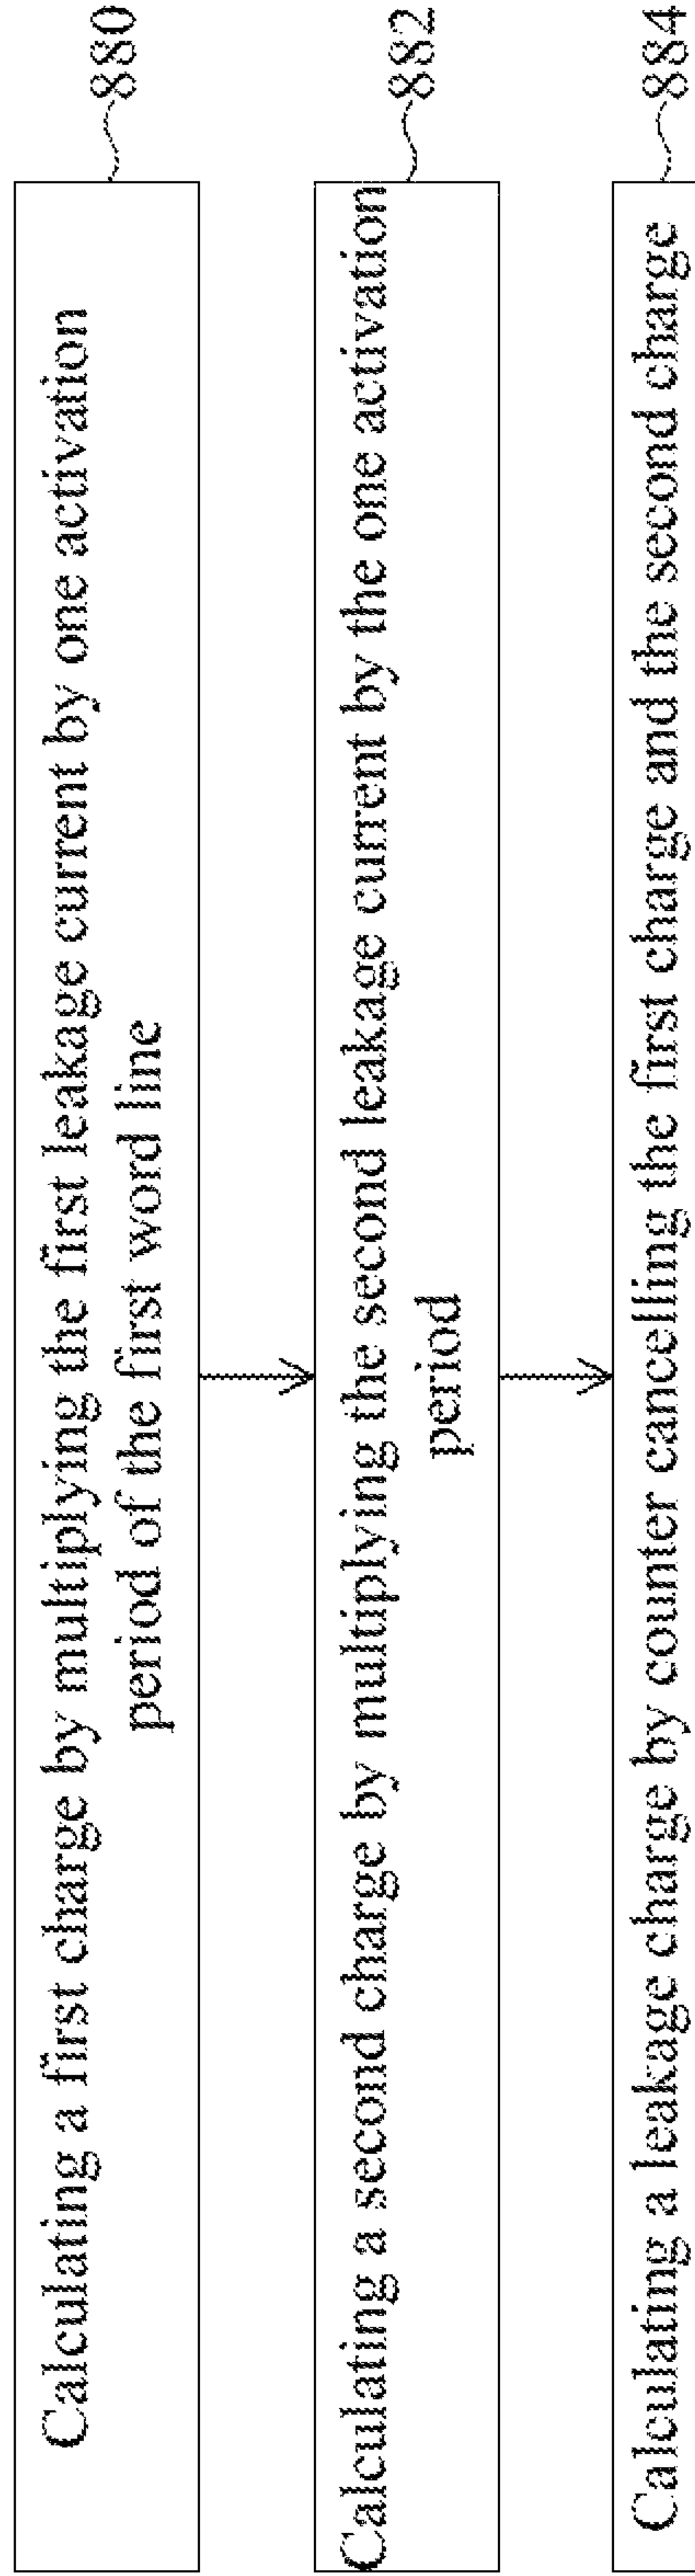 Calculating a first charge by multiplying the first leakage current by one activation
period of the first word line
880
Calculating a second charge by multiplying the second leakage current by the one activation
period
882
Calculating a leakage charge by counter cancelling the first charge and the second charge
884